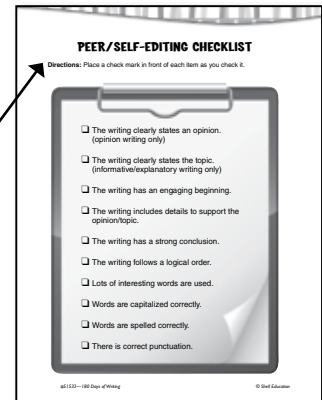 PEER/SELF-EDITING CHECKLIST
Directions: Place a check mark in front of each item as you check it.
The writing clearly states an opinion.
(opinion writing only)
The writing clearly states the topic.
(informative/explanatory writing only)
The writing has an engaging beginning.
The writing includes details to support the
opinion/topic.
The writing has a strong conclusion.
The writing follows a logical order.
Lots of interesting words are used.
Words are capitalized correctly.
Words are spelled correctly.
There is correct punctuation.
#51523—180 Days of Writing
© Shell Education